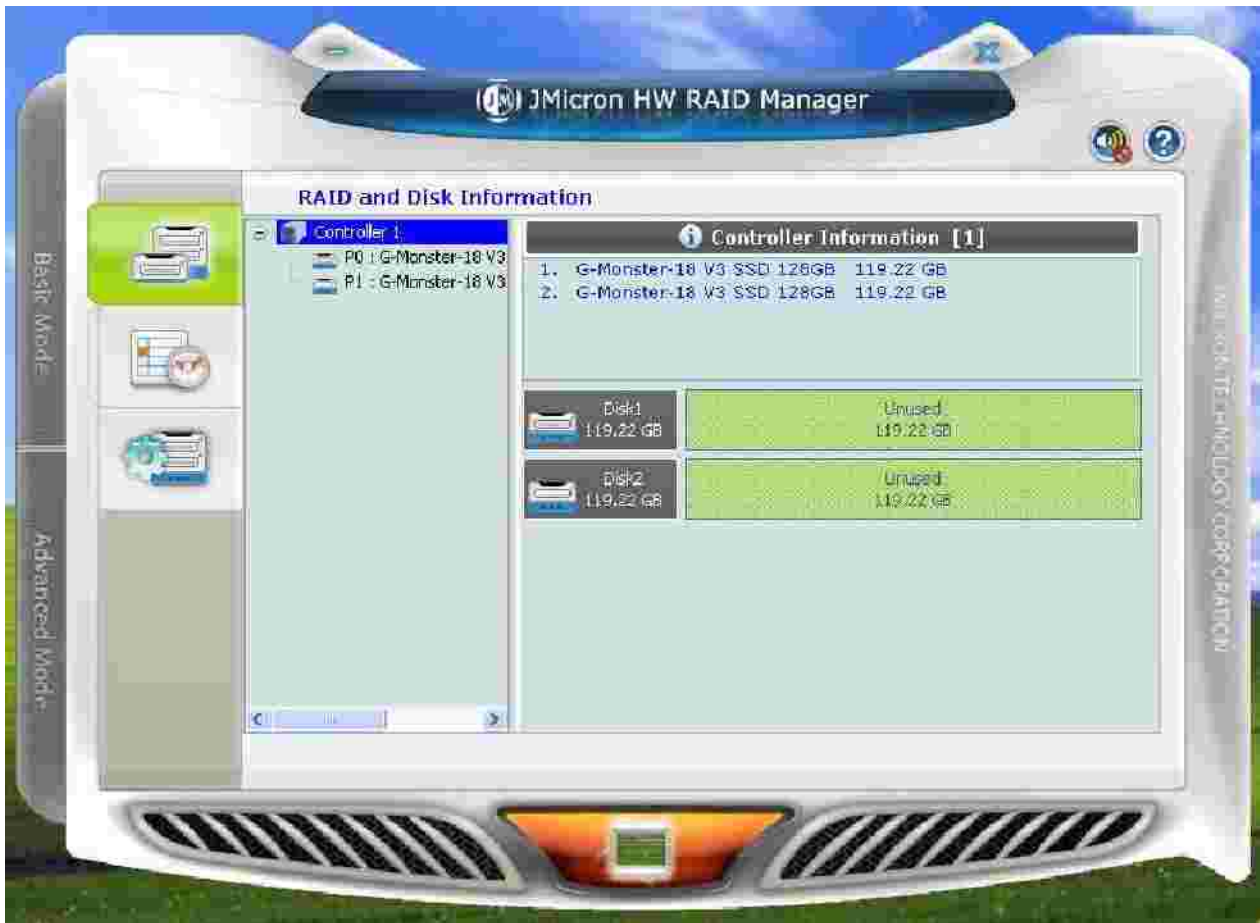 JMicron HW RAID Manager
RAID and Disk Information
Basic Mode
Advanced Mode
Controller 1
P0 : G-Monster-18 V3
P1 : G-Monster-18 V3
Controller Information [1]
1. G-Monster-18 V3 SSD 128GB 119.22 GB
2. G-Monster-18 V3 SSD 128GB 119.22 GB
Disk1
119.22 GB
Unused
119.22 GB
Disk2
119.22 GB
Unused
119.22 GB
JMICRON TECHNOLOGY CORPORATION